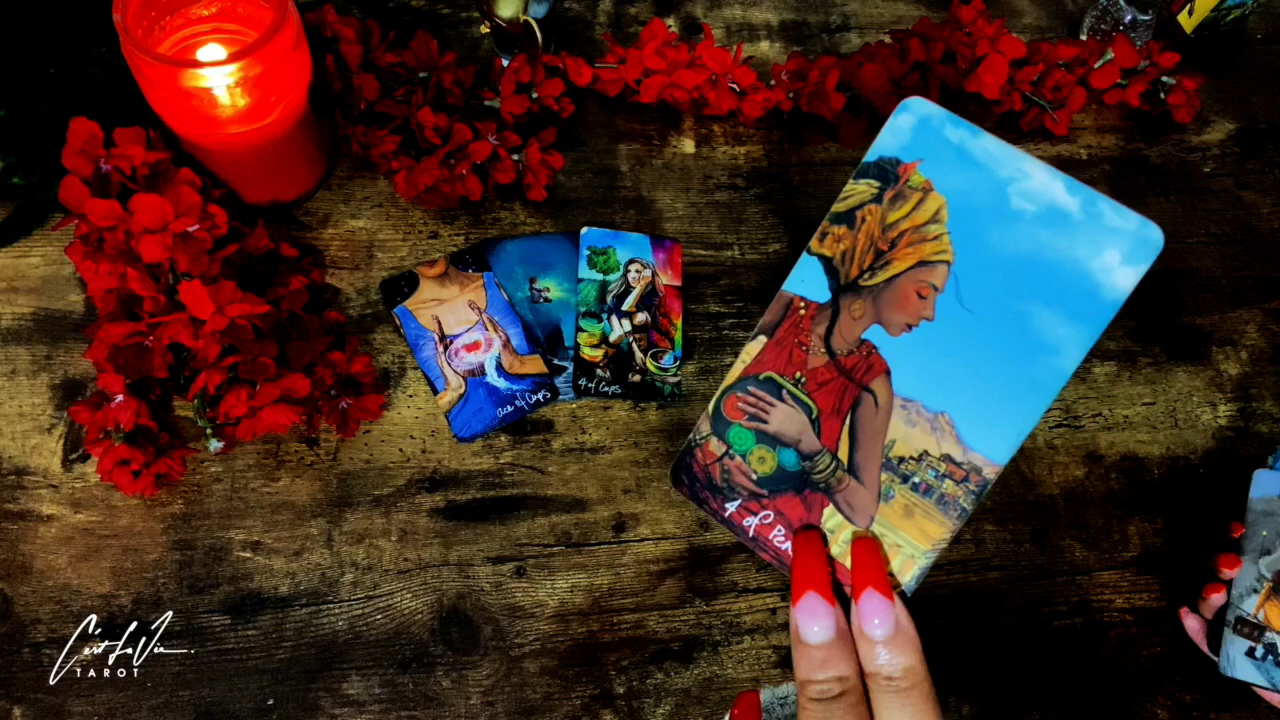 ace of Cups
4 of Cups
4 of Pen
C'est La Vie
TAROT